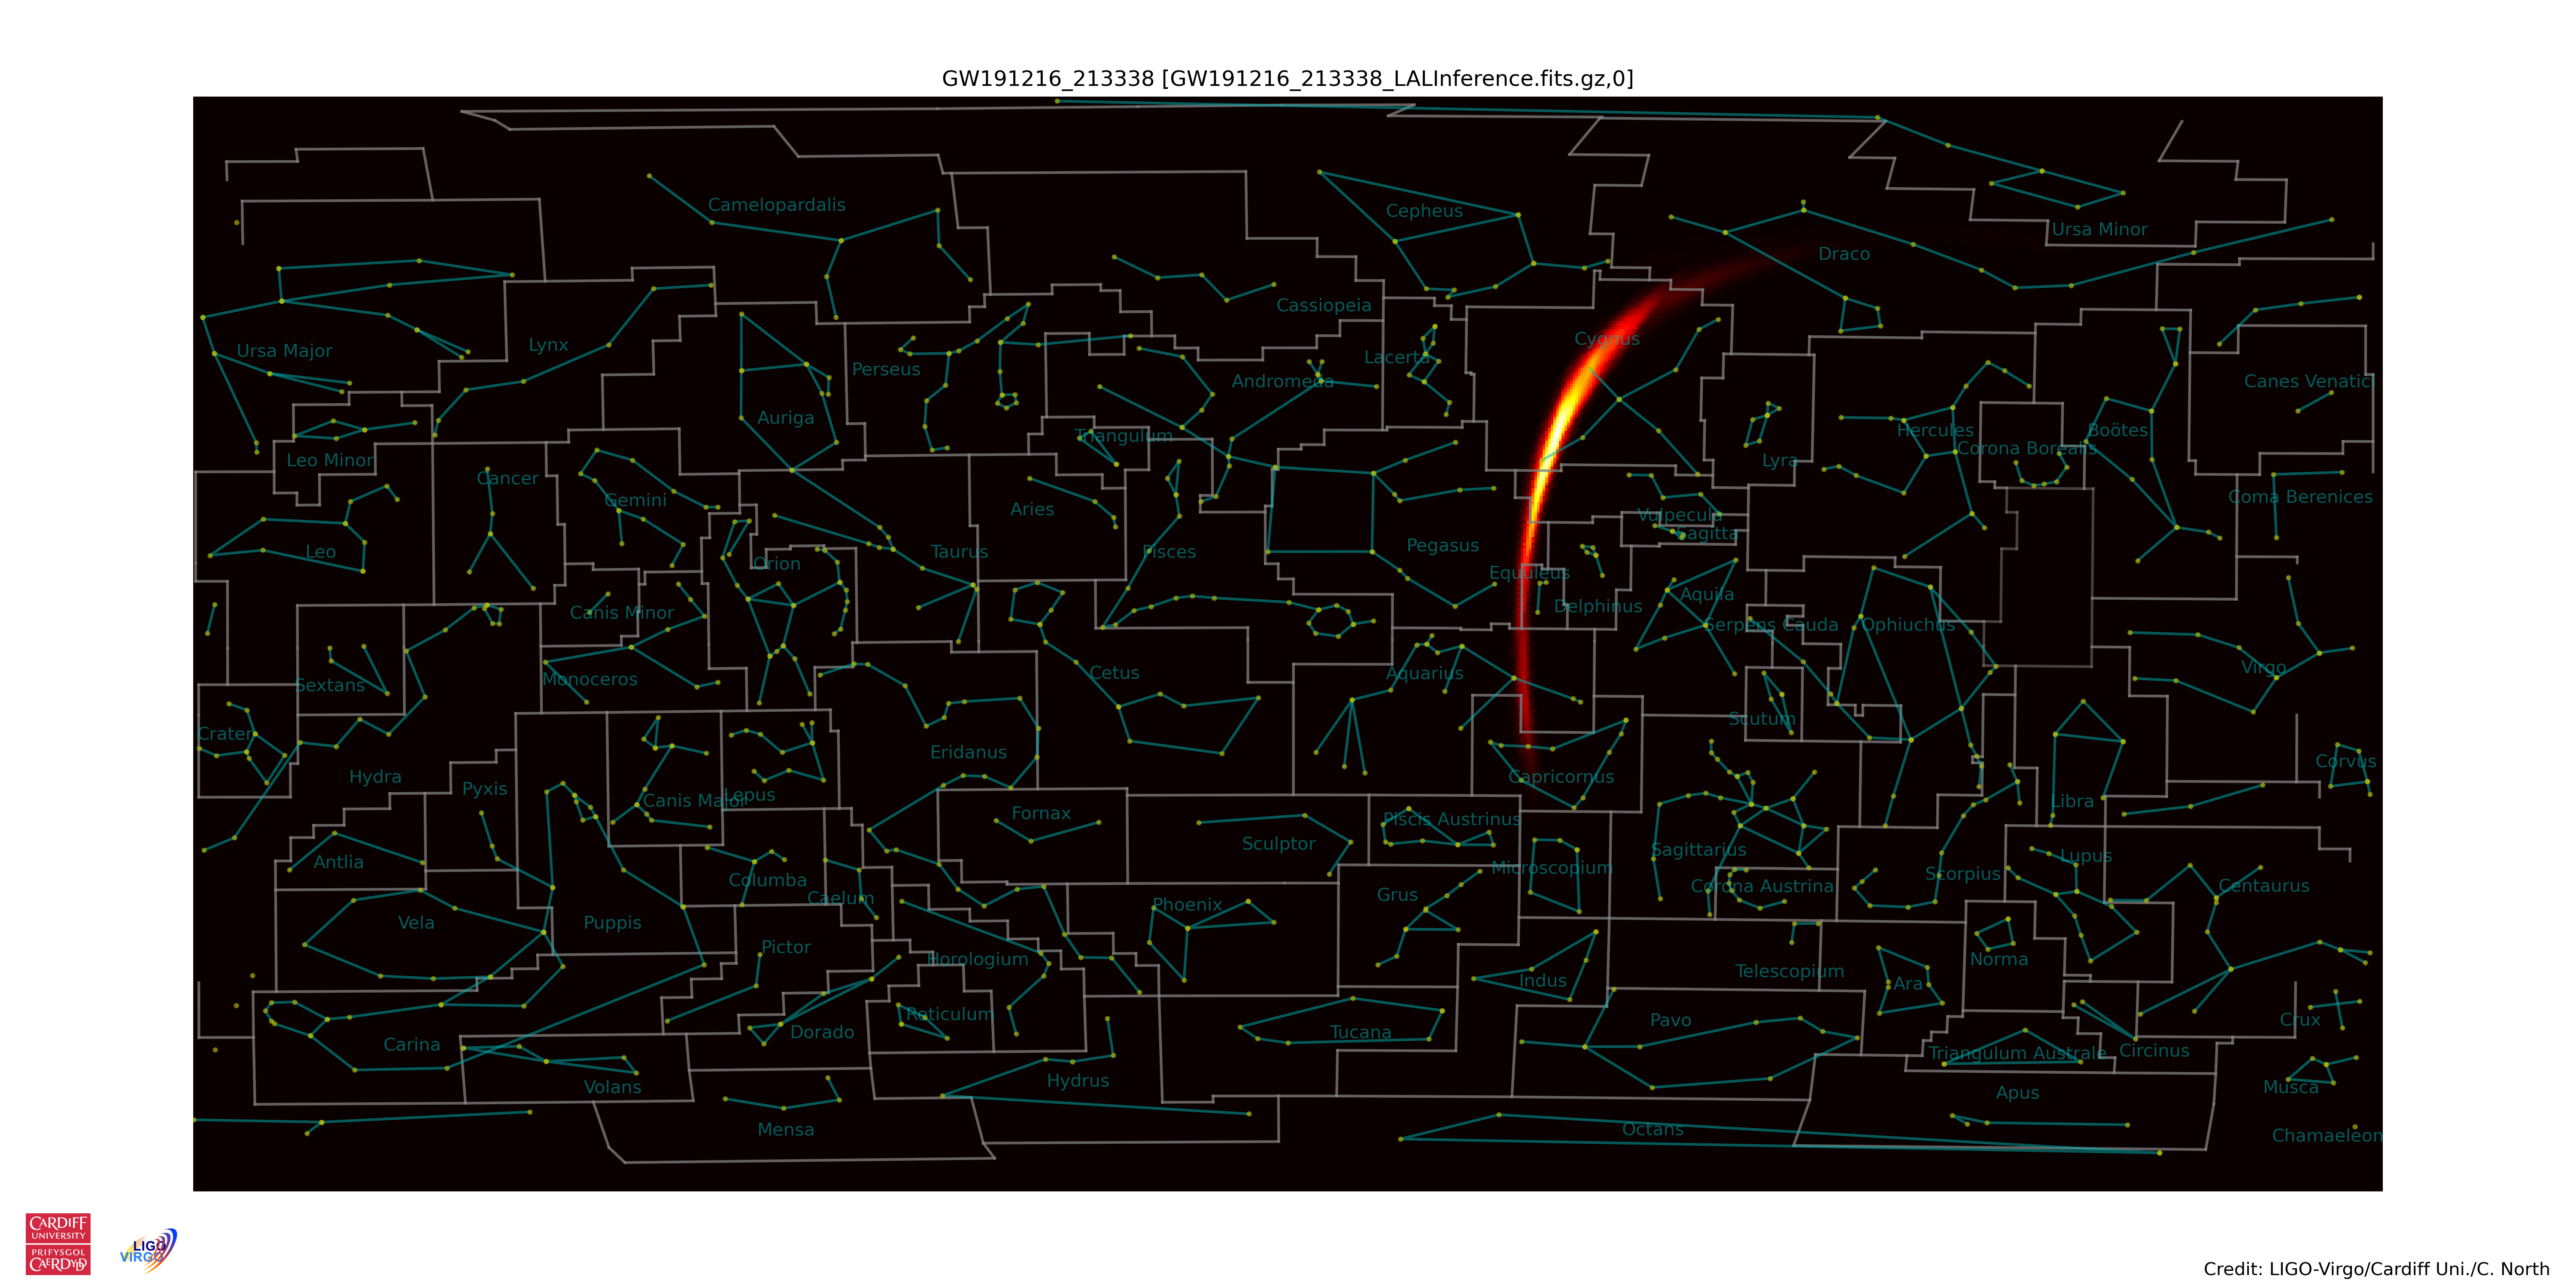 GW191216_213338 [GW191216_213338_LALInference.fits.gz,0]
Camelopardalis
Cepheus
Ursa Minor
Draco
Cassiopeia
Cygnus
Ursa Major
Lynx
Lacerta
Perseus
Andromeda
Canes Venatici
Auriga
Triangulum
Hercules
Boötes
Corona Borealis
Leo Minor
Lyra
Cancer
Gemini
Coma Berenices
Aries
Vulpecula
Sagitta
Leo
Orion
Taurus
Pisces
Pegasus
Equuleus
Canis Minor
Delphinus
Aquila
Serpens Cauda
Ophiuchus
Sextans
Monoceros
Cetus
Aquarius
Virgo
Crater
Scutum
Eridanus
Hydra
Pyxis
Capricornus
Corvus
Canis Major
Lepus
Libra
Fornax
Piscis Austrinus
Antlia
Sculptor
Sagittarius
Lupus
Columba
Microscopium
Scorpius
Caelum
Grus
Corona Austrina
Centaurus
Vela
Puppis
Phoenix
Pictor
Horologium
Norma
Telescopium
Indus
Ara
Reticulum
Carina
Dorado
Tucana
Pavo
Crux
Triangulum Australe
Circinus
Volans
Hydrus
Apus
Musca
Mensa
Octans
Chamaeleon
CARDIFF
UNIVERSITY
PRIFYSGOL
CAERDYDD
LIGO
VIRGO
Credit: LIGO-Virgo/Cardiff Uni./C. North